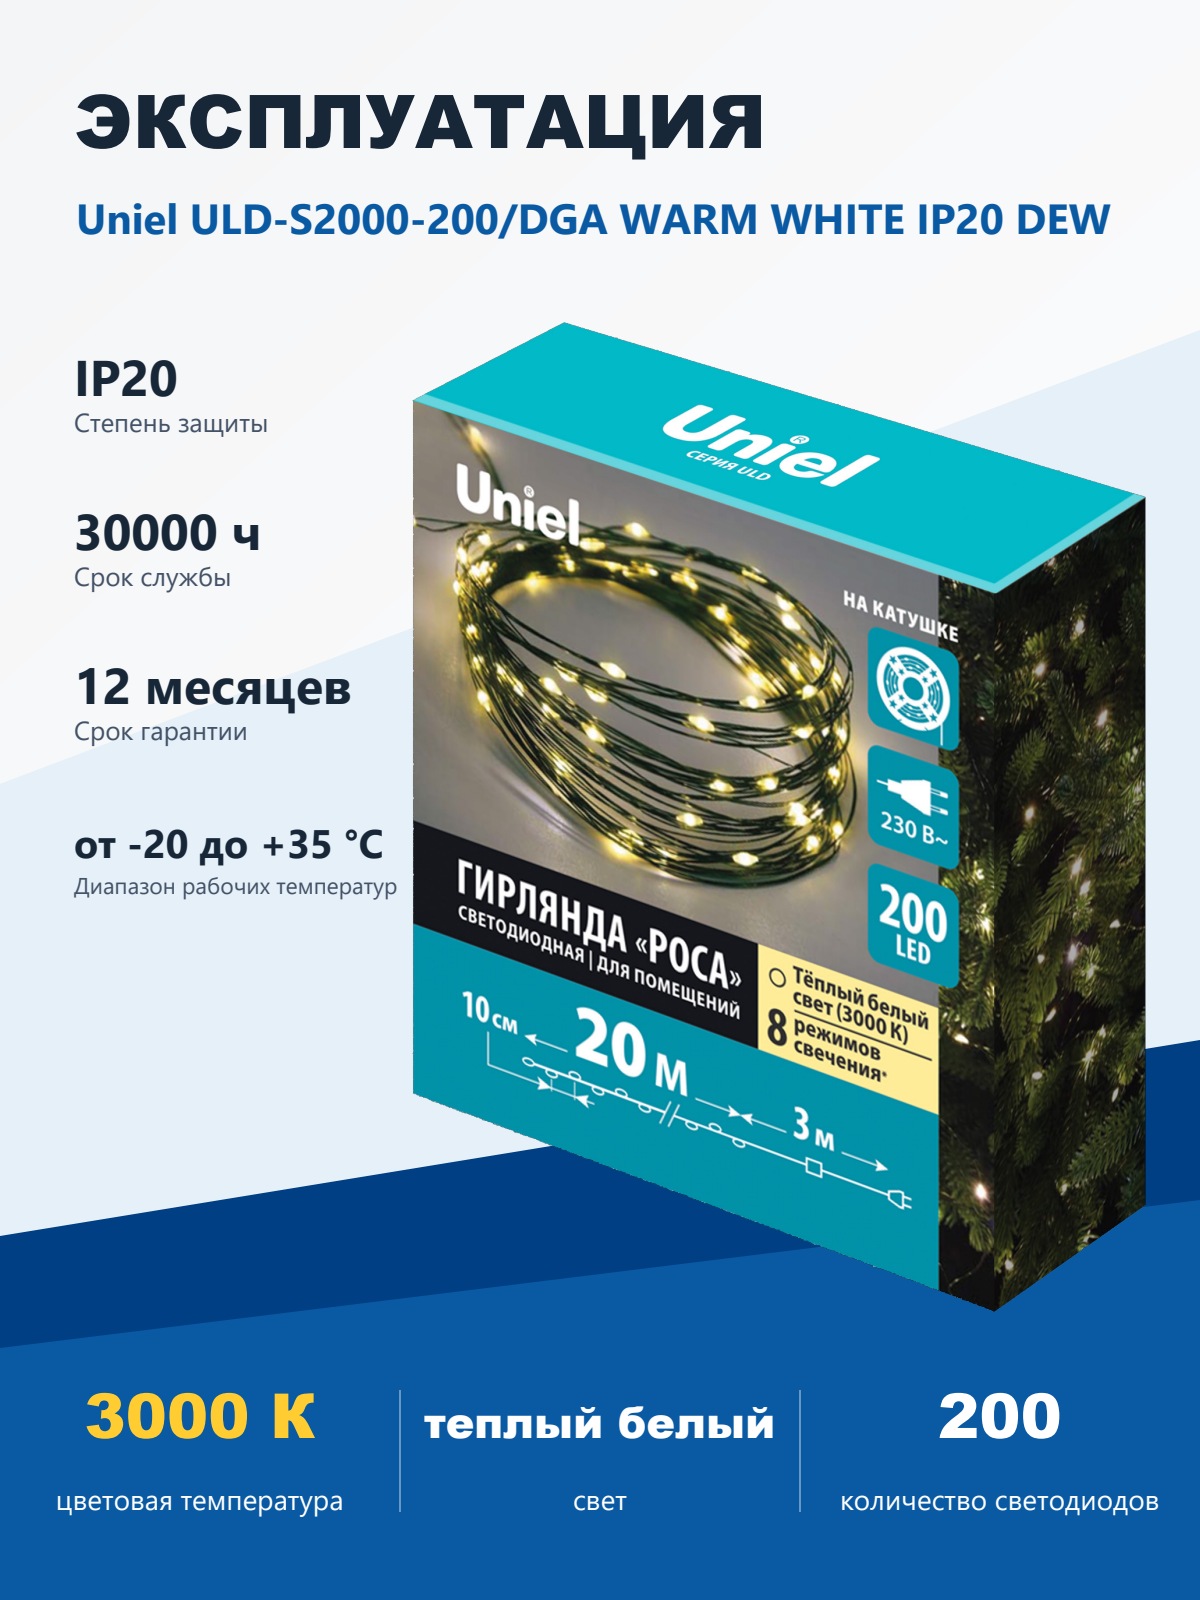 ЭКСПЛУАТАЦИЯ
Uniel ULD-S2000-200/DGA WARM WHITE IP20 DEW
IP20
Степень защиты
30000 ч
Срок службы
12 месяцев
Срок гарантии
от -20 до +35 °C
Диапазон рабочих температур
Uniel®
СЕРИЯ ULD
Uniel®
НА КАТУШКЕ
230 В~
200
LED
ГИРЛЯНДА «РОСА»
СВЕТОДИОДНАЯ | ДЛЯ ПОМЕЩЕНИЙ
Тёплый белый
свет (3000 К)
8 режимов
свечения*
10 см
20 м
3 м
3000 К
цветовая температура
теплый белый
свет
200
количество светодиодов